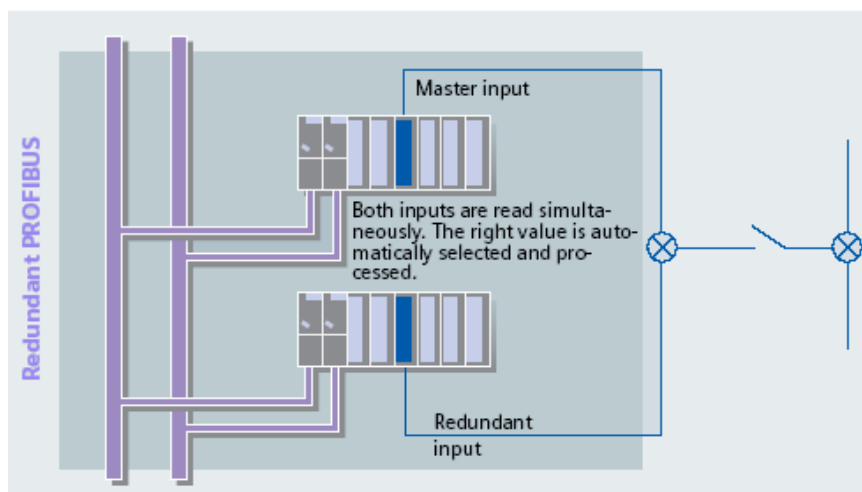 Redundant PROFIBUS
Master input
Both inputs are read simulta-
neously. The right value is auto-
matically selected and pro-
cessed.
Redundant
input